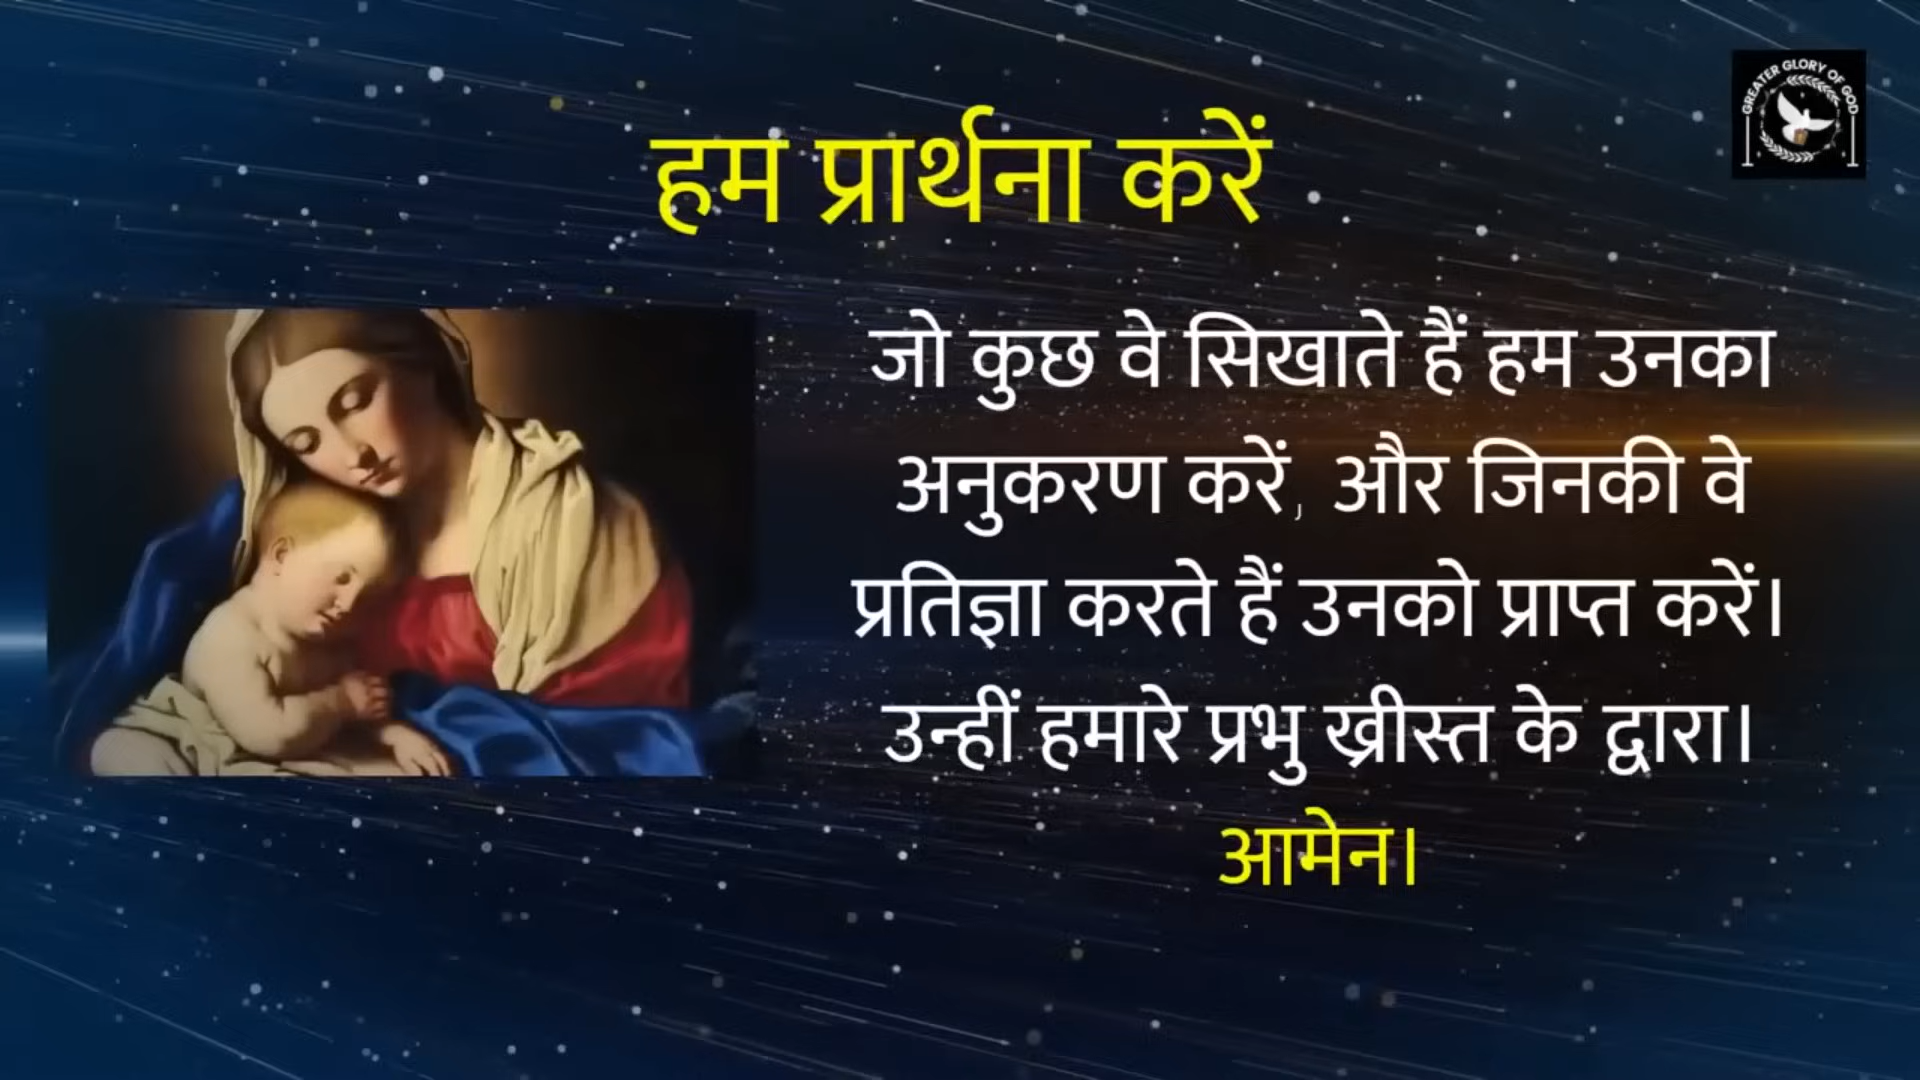 GREATER GLORY OF GOD
हम प्रार्थना करें
जो कुछ वे सिखाते हैं हम उनका
अनुकरण करें, और जिनकी वे
प्रतिज्ञा करते हैं उनको प्राप्त करें।
उन्हीं हमारे प्रभु ख्रीस्त के द्वारा।
आमेन।